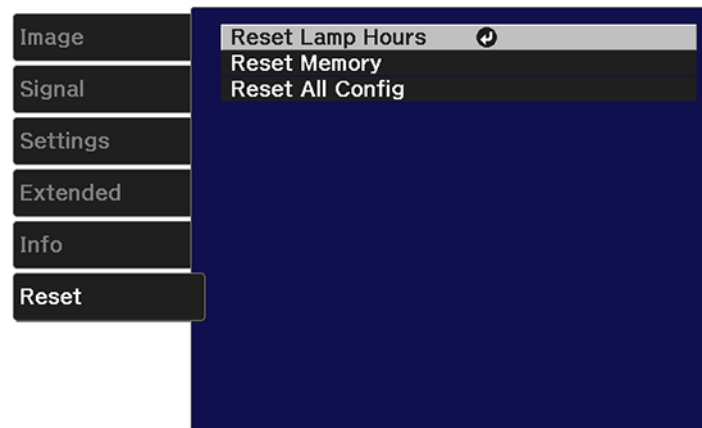 Image
Signal
Settings
Extended
Info
Reset
Reset Lamp Hours
Reset Memory
Reset All Config